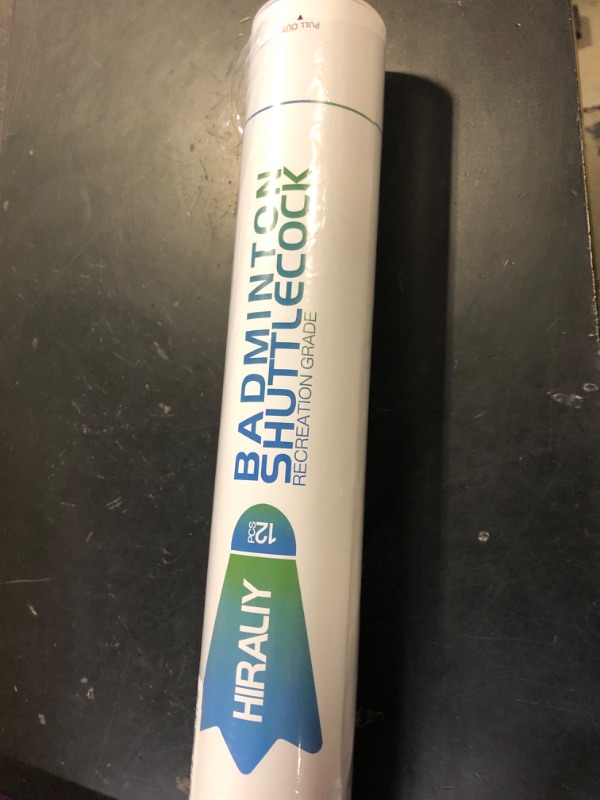 PULL OUT
BADMINTON
SHUTTLECOCK
RECREATION GRADE
12
PCS
HIRALIY